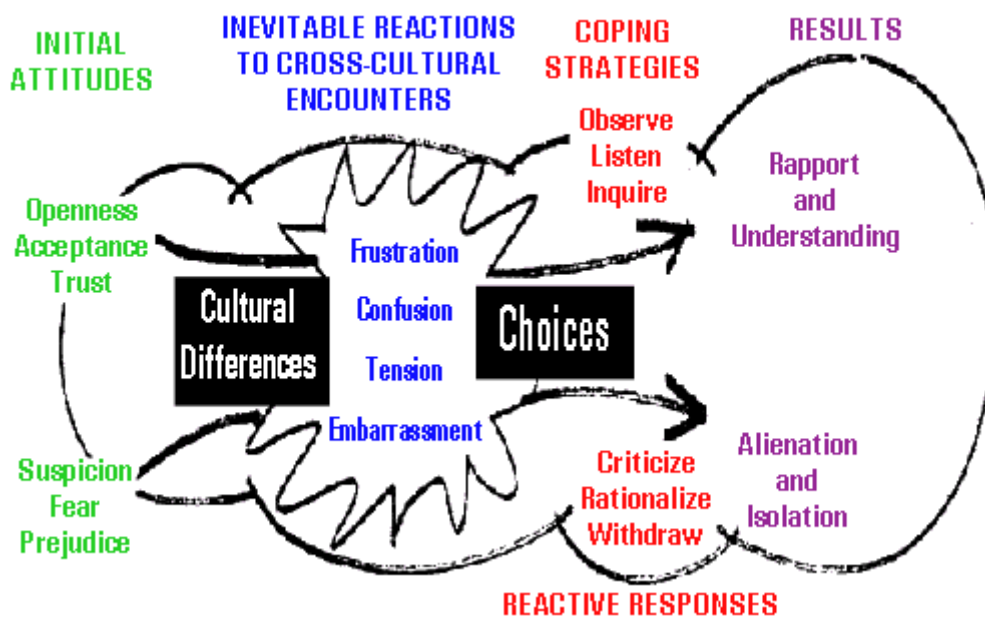 INITIAL
ATTITUDES
INEVITABLE REACTIONS
TO CROSS-CULTURAL
ENCOUNTERS
COPING
STRATEGIES
RESULTS
Openness
Acceptance
Trust
Suspicion
Fear
Prejudice
Cultural
Differences
Frustration
Confusion
Tension
Embarrassment
Choices
Observe
Listen
Inquire
Rapport
and
Understanding
Criticize
Rationalize
Withdraw
Alienation
and
Isolation
REACTIVE RESPONSES